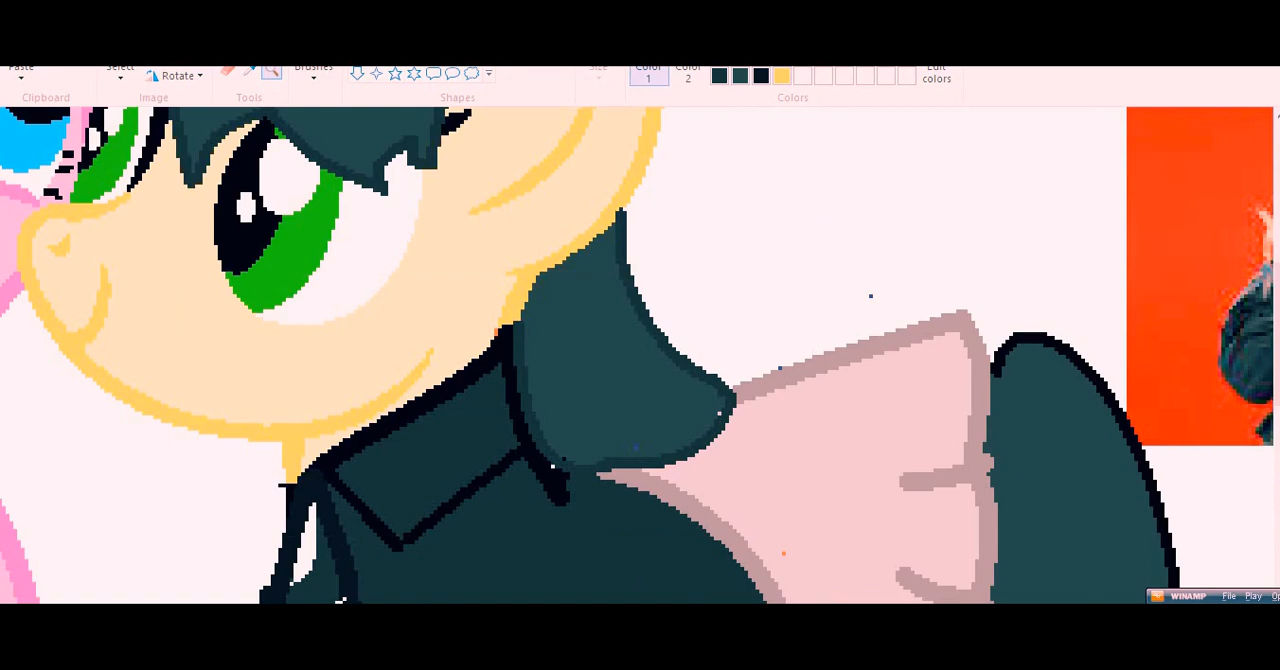 Paste Select Brushes Size Color Color Edit
Rotate 1 2 colors
Clipboard Image Tools Shapes Colors
WINAMP File Play Op